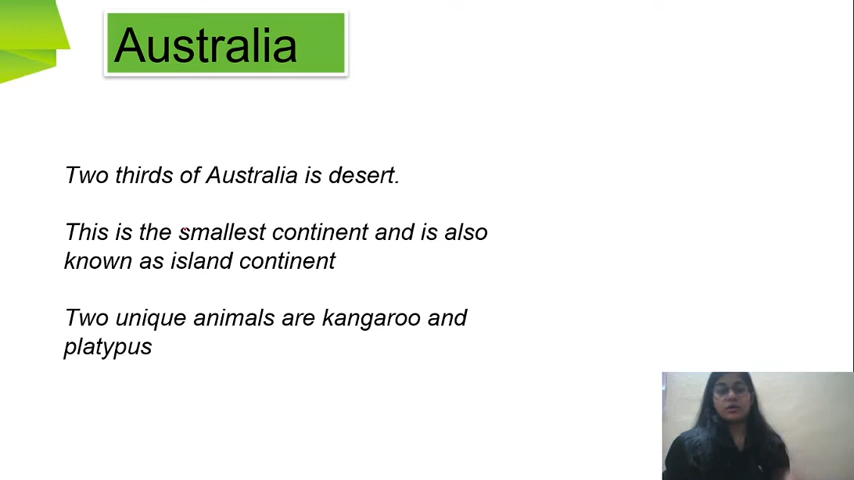 Australia
Two thirds of Australia is desert.
This is the smallest continent and is also
known as island continent
Two unique animals are kangaroo and
platypus